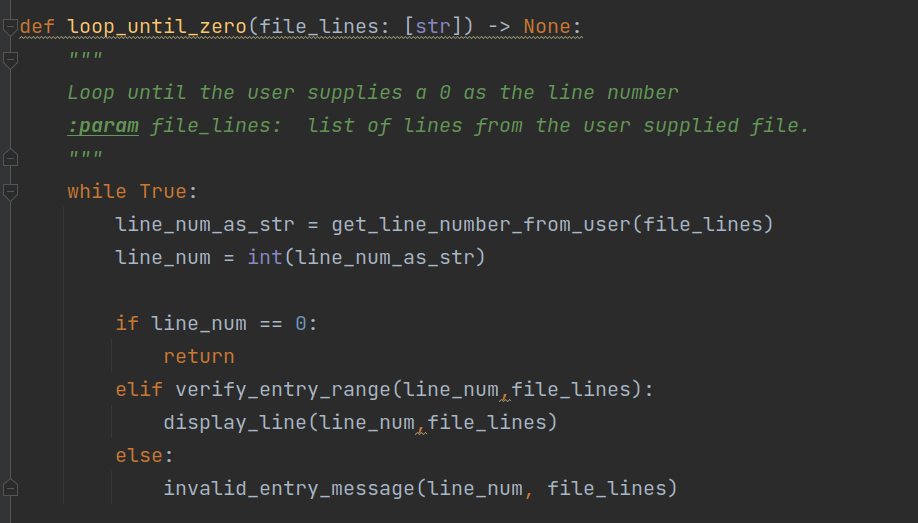 def loop_until_zero(file_lines: [str]) -> None:
    """
    Loop until the user supplies a 0 as the line number
    :param file_lines:  list of lines from the user supplied file.
    """
    while True:
        line_num_as_str = get_line_number_from_user(file_lines)
        line_num = int(line_num_as_str)

        if line_num == 0:
            return
        elif verify_entry_range(line_num,file_lines):
            display_line(line_num,file_lines)
        else:
            invalid_entry_message(line_num, file_lines)